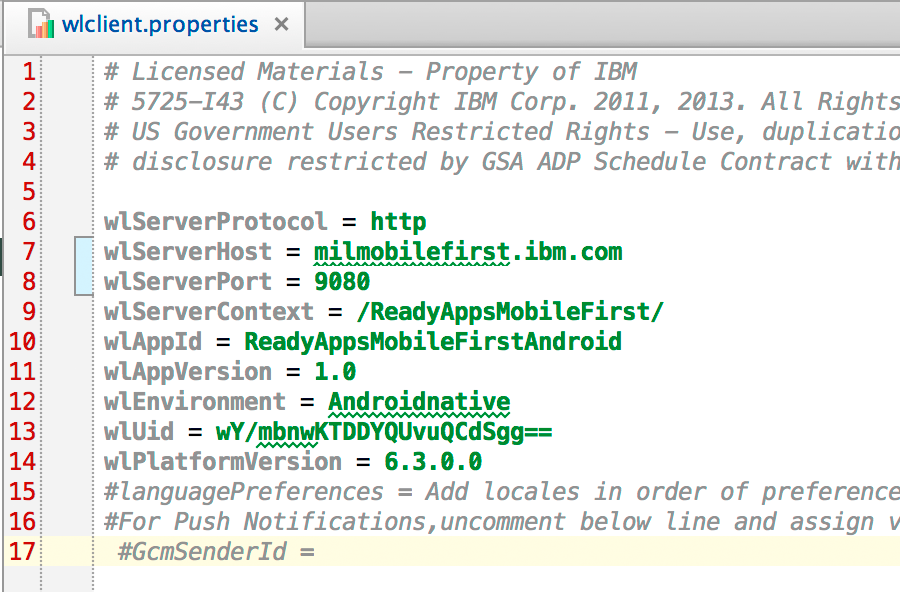 wlclient.properties
1 # Licensed Materials - Property of IBM
2 # 5725-I43 (C) Copyright IBM Corp. 2011, 2013. All Rights
3 # US Government Users Restricted Rights - Use, duplicatio
4 # disclosure restricted by GSA ADP Schedule Contract with
5
6 wlServerProtocol = http
7 wlServerHost = milmobilefirst.ibm.com
8 wlServerPort = 9080
9 wlServerContext = /ReadyAppsMobileFirst/
10 wlAppId = ReadyAppsMobileFirstAndroid
11 wlAppVersion = 1.0
12 wlEnvironment = Androidnative
13 wlUid = wY/mbnwKTDDYQUvuQCdSgg==
14 wlPlatformVersion = 6.3.0.0
15 #languagePreferences = Add locales in order of preference
16 #For Push Notifications,uncomment below line and assign v
17 #GcmSenderId =